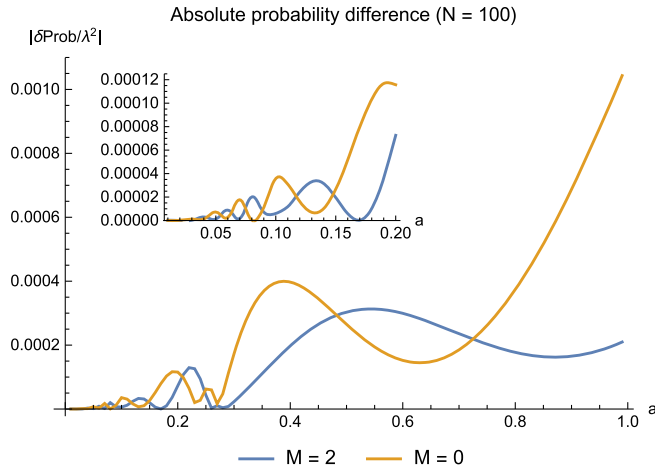 Absolute probability difference (N = 100)
|δProb/λ²|
0.0010
0.0008
0.0006
0.0004
0.0002
0.2 0.4 0.6 0.8 1.0 a
0.00012
0.00010
0.00008
0.00006
0.00004
0.00002
0.00000
0.05 0.10 0.15 0.20 a
M = 2 M = 0